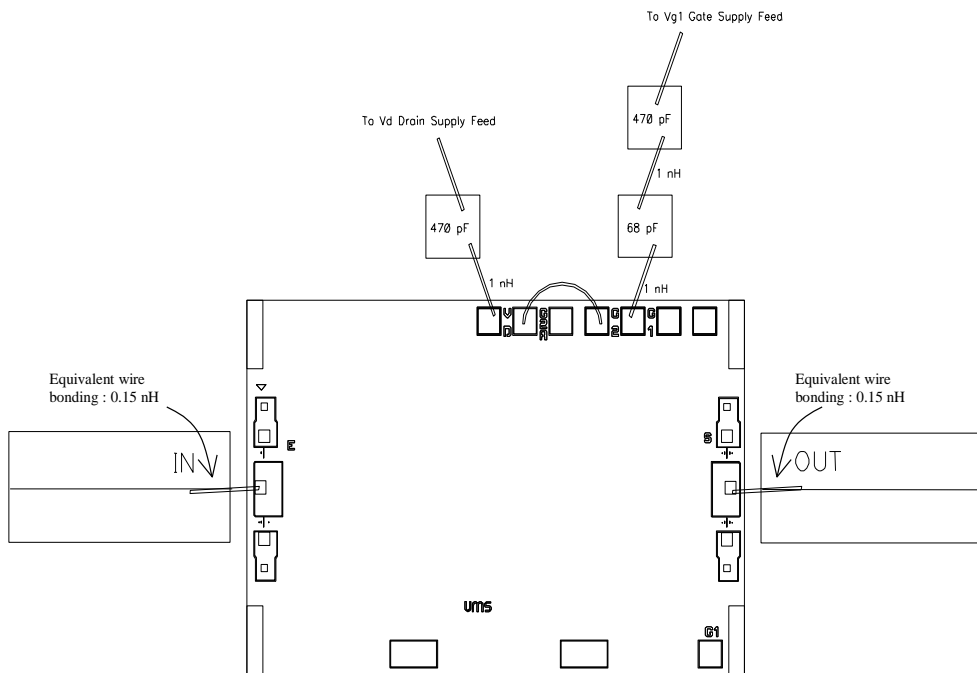 To Vg1 Gate Supply Feed
470 pF
To Vd Drain Supply Feed
1 nH
470 pF
68 pF
1 nH
1 nH
V
D
G
2
G
1
Equivalent wire
bonding : 0.15 nH
Equivalent wire
bonding : 0.15 nH
E
S
IN
OUT
UMS
G1